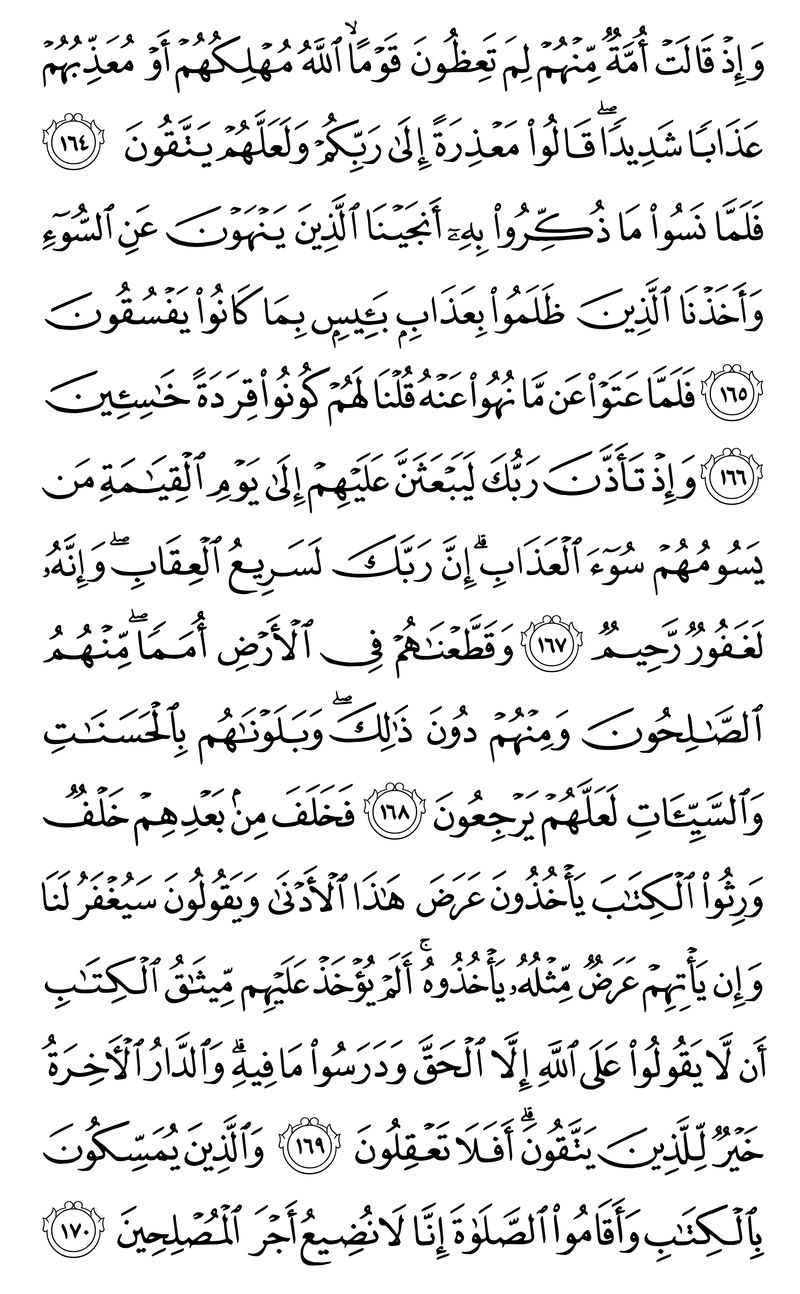 وَإِذۡ قَالَتۡ أُمَّةٞ مِّنۡهُمۡ لِمَ تَعِظُونَ قَوۡمًا ٱللَّهُ مُهۡلِكُهُمۡ أَوۡ مُعَذِّبُهُمۡ
عَذَابٗا شَدِيدٗاۖ قَالُواْ مَعۡذِرَةً إِلَىٰ رَبِّكُمۡ وَلَعَلَّهُمۡ يَتَّقُونَ ١٦٤
فَلَمَّا نَسُواْ مَا ذُكِّرُواْ بِهِۦٓ أَنجَيۡنَا ٱلَّذِينَ يَنۡهَوۡنَ عَنِ ٱلسُّوٓءِ
وَأَخَذۡنَا ٱلَّذِينَ ظَلَمُواْ بِعَذَابِۭ بَـِٔيسِۭ بِمَا كَانُواْ يَفۡسُقُونَ
١٦٥ فَلَمَّا عَتَوۡاْ عَن مَّا نُهُواْ عَنۡهُ قُلۡنَا لَهُمۡ كُونُواْ قِرَدَةً خَٰسِـِٔينَ
١٦٦ وَإِذۡ تَأَذَّنَ رَبُّكَ لَيَبۡعَثَنَّ عَلَيۡهِمۡ إِلَىٰ يَوۡمِ ٱلۡقِيَٰمَةِ مَن
يَسُومُهُمۡ سُوٓءَ ٱلۡعَذَابِۗ إِنَّ رَبَّكَ لَسَرِيعُ ٱلۡعِقَابِۖ وَإِنَّهُۥ
لَغَفُورٞ رَّحِيمٞ ١٦٧ وَقَطَّعۡنَٰهُمۡ فِي ٱلۡأَرۡضِ أُمَمٗاۖ مِّنۡهُمُ
ٱلصَّٰلِحُونَ وَمِنۡهُمۡ دُونَ ذَٰلِكَۖ وَبَلَوۡنَٰهُم بِٱلۡحَسَنَٰتِ
وَٱلسَّيِّـَٔاتِ لَعَلَّهُمۡ يَرۡجِعُونَ ١٦٨ فَخَلَفَ مِنۢ بَعۡدِهِمۡ خَلۡفٞ
وَرِثُواْ ٱلۡكِتَٰبَ يَأۡخُذُونَ عَرَضَ هَٰذَا ٱلۡأَدۡنَىٰ وَيَقُولُونَ سَيُغۡفَرُ لَنَا
وَإِن يَأۡتِهِمۡ عَرَضٞ مِّثۡلُهُۥ يَأۡخُذُوهُۚ أَلَمۡ يُؤۡخَذۡ عَلَيۡهِم مِّيثَٰقُ ٱلۡكِتَٰبِ
أَن لَّا يَقُولُواْ عَلَى ٱللَّهِ إِلَّا ٱلۡحَقَّ وَدَرَسُواْ مَا فِيهِۗ وَٱلدَّارُ ٱلۡأٓخِرَةُ
خَيۡرٞ لِّلَّذِينَ يَتَّقُونَۗ أَفَلَا تَعۡقِلُونَ ١٦٩ وَٱلَّذِينَ يُمَسِّكُونَ
بِٱلۡكِتَٰبِ وَأَقَامُواْ ٱلصَّلَوٰةَ إِنَّا لَا نُضِيعُ أَجۡرَ ٱلۡمُصۡلِحِينَ ١٧٠